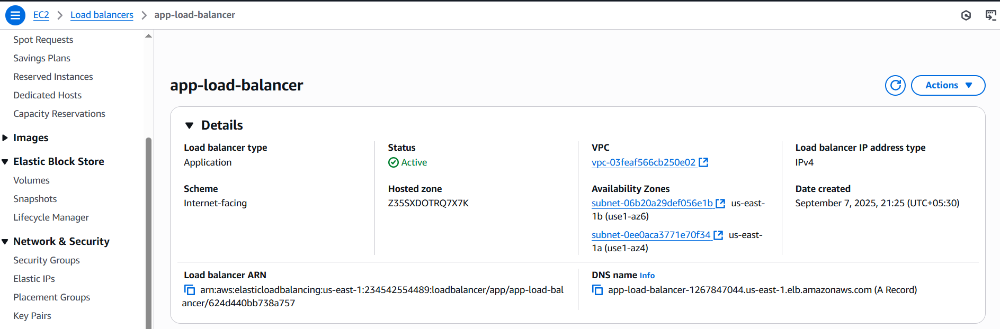 EC2 > Load balancers > app-load-balancer
Spot Requests
Savings Plans
Reserved Instances
Dedicated Hosts
Capacity Reservations
Images
Elastic Block Store
Volumes
Snapshots
Lifecycle Manager
Network & Security
Security Groups
Elastic IPs
Placement Groups
Key Pairs
app-load-balancer
Actions
Details
Load balancer type
Application
Status
Active
VPC
vpc-03feaf566cb250e02
Load balancer IP address type
IPv4
Scheme
Internet-facing
Hosted zone
Z35SXDOTRQ7X7K
Availability Zones
subnet-06b20a29def056e1b us-east-
1b (use1-az6)
subnet-0ee0aca3771e70f34 us-east-
1a (use1-az4)
Date created
September 7, 2025, 21:25 (UTC+05:30)
Load balancer ARN
arn:aws:elasticloadbalancing:us-east-1:234542554489:loadbalancer/app/app-load-bal
ancer/624d440bb738a757
DNS name Info
app-load-balancer-1267847044.us-east-1.elb.amazonaws.com (A Record)